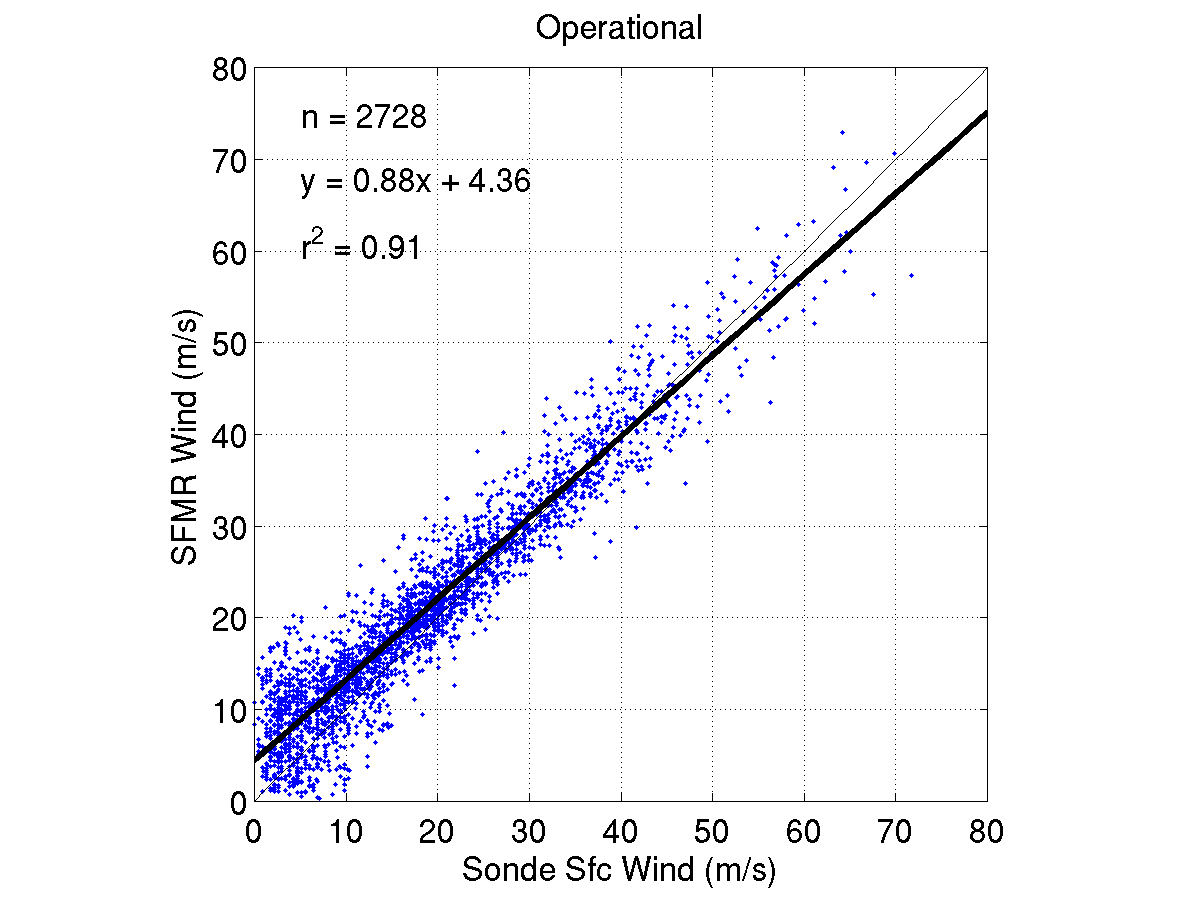 Operational
n = 2728
y = 0.88x + 4.36
r² = 0.91
SFMR Wind (m/s)
80
70
60
50
40
30
20
10
0
0 10 20 30 40 50 60 70 80
Sonde Sfc Wind (m/s)